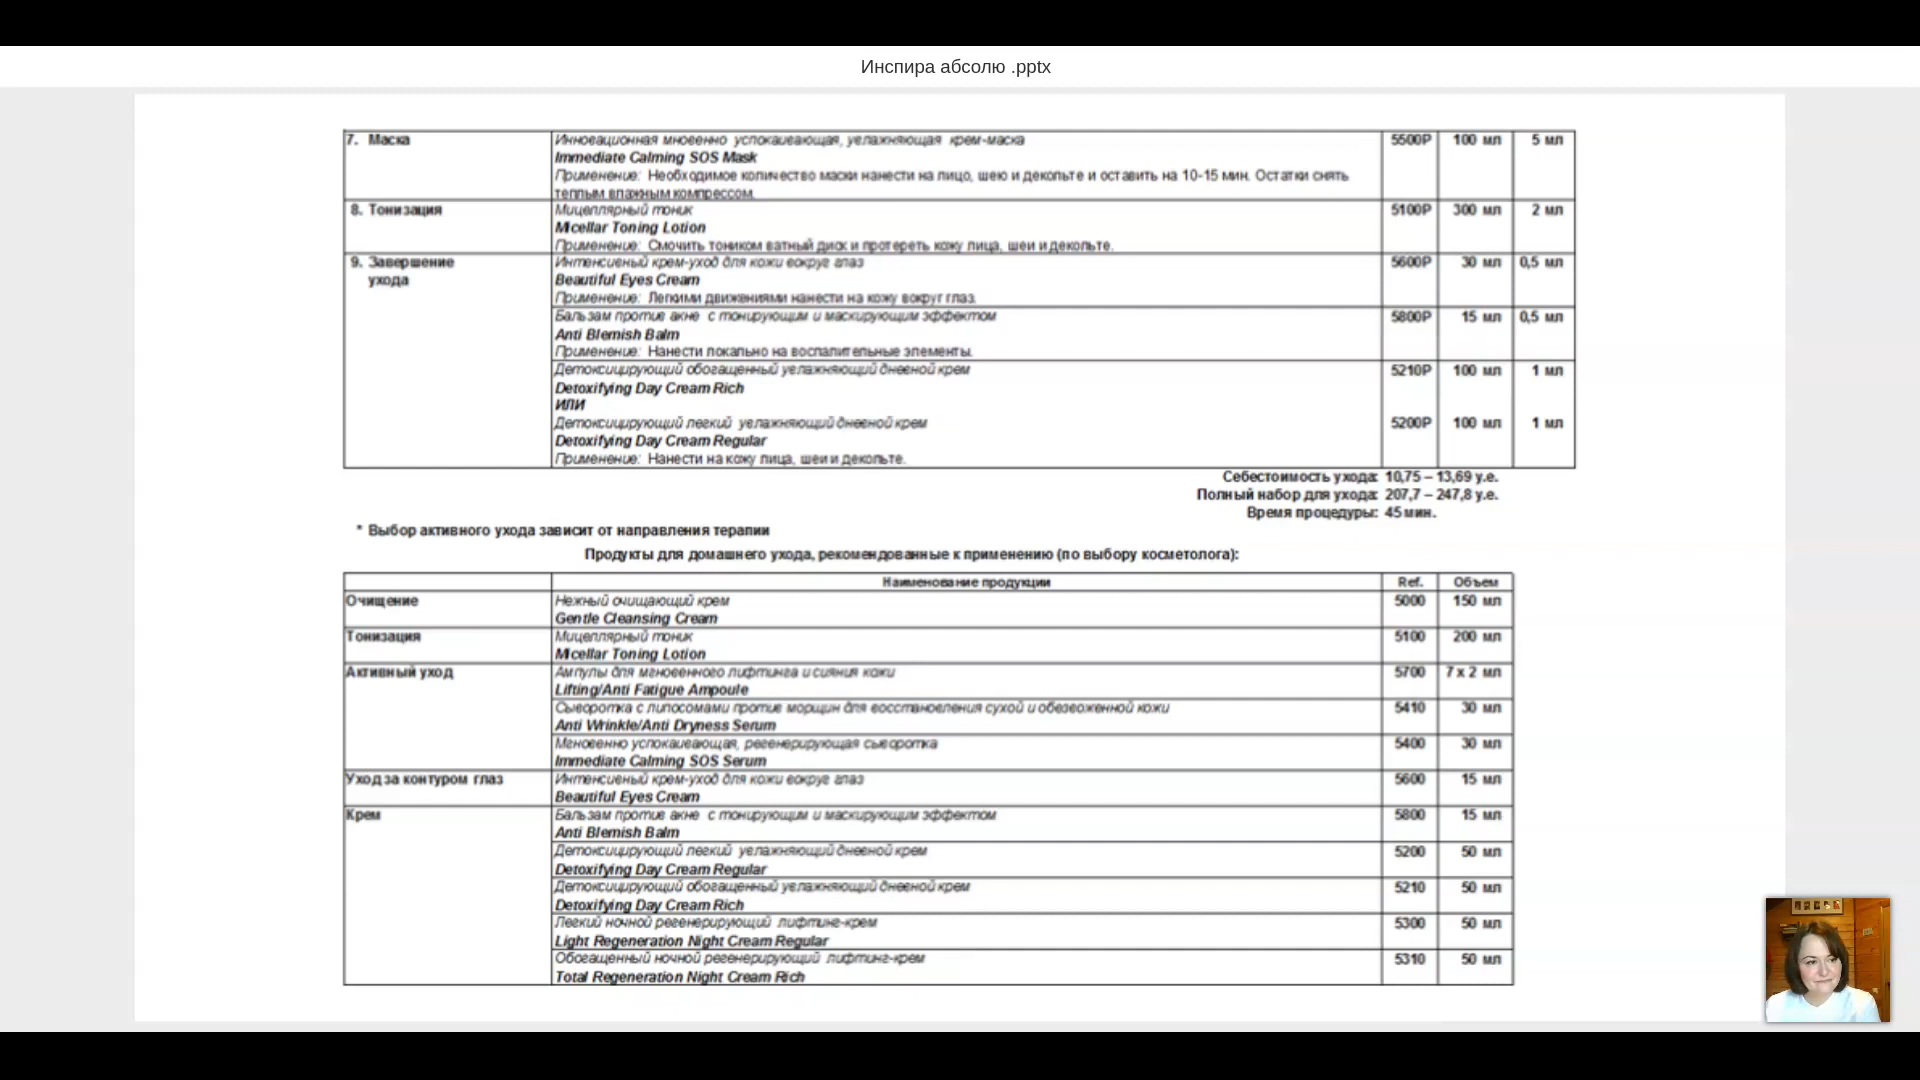 Инспира абсолю .pptx
7. Маска Инновационная мновенно успокаивающая, увлажняющая крем-маска 5500Р 100 мл 5 мл
Immediate Calming SOS Mask
Применение: Необходимое количество маски нанести на лицо, шею и декольте и оставить на 10-15 мин. Остатки снять
теплым влажным компрессом.
8. Тонизация Мицеллярный тоник 5100Р 300 мл 2 мл
Micellar Toning Lotion
Применение: Смочить тоником ватный диск и протереть кожу лица, шеи и декольте.
9. Завершение Интенсивный крем-уход для кожи вокруг глаз 5600Р 30 мл 0,5 мл
ухода Beautiful Eyes Cream
Применение: Легкими движениями нанести на кожу вокруг глаз.
Бальзам против акне с тонирующим и маскирующим эффектом 5800Р 15 мл 0,5 мл
Anti Blemish Balm
Применение: Нанести локально на воспалительные элементы.
Детоксицирующий обогащенный увлажняющий дневной крем 5210Р 100 мл 1 мл
Detoxifying Day Cream Rich
ИЛИ
Детоксицирующий легкий увлажняющий дневной крем 5200Р 100 мл 1 мл
Detoxifying Day Cream Regular
Применение: Нанести на кожу лица, шеи и декольте.
Себестоимость ухода: 10,75 – 13,69 у.е.
Полный набор для ухода: 207,7 – 247,8 у.е.
Время процедуры: 45 мин.
* Выбор активного ухода зависит от направления терапии
Продукты для домашнего ухода, рекомендованные к применению (по выбору косметолога):
Наименование продукции Ref. Объем
Очищение Нежный очищающий крем 5000 150 мл
Gentle Cleansing Cream
Тонизация Мицеллярный тоник 5100 200 мл
Micellar Toning Lotion
Активный уход Ампулы для мгновенного лифтинга и сияния кожи 5700 7 х 2 мл
Lifting/Anti Fatigue Ampoule
Сыворотка с липосомами против морщин для восстановления сухой и обезвоженной кожи 5410 30 мл
Anti Wrinkle/Anti Dryness Serum
Мгновенно успокаивающая, регенерирующая сыворотка 5400 30 мл
Immediate Calming SOS Serum
Уход за контуром глаз Интенсивный крем-уход для кожи вокруг глаз 5600 15 мл
Beautiful Eyes Cream
Крем Бальзам против акне с тонирующим и маскирующим эффектом 5800 15 мл
Anti Blemish Balm
Детоксицирующий легкий увлажняющий дневной крем 5200 50 мл
Detoxifying Day Cream Regular
Детоксицирующий обогащенный увлажняющий дневной крем 5210 50 мл
Detoxifying Day Cream Rich
Легкий ночной регенерирующий лифтинг-крем 5300 50 мл
Light Regeneration Night Cream Regular
Обогащенный ночной регенерирующий лифтинг-крем 5310 50 мл
Total Regeneration Night Cream Rich